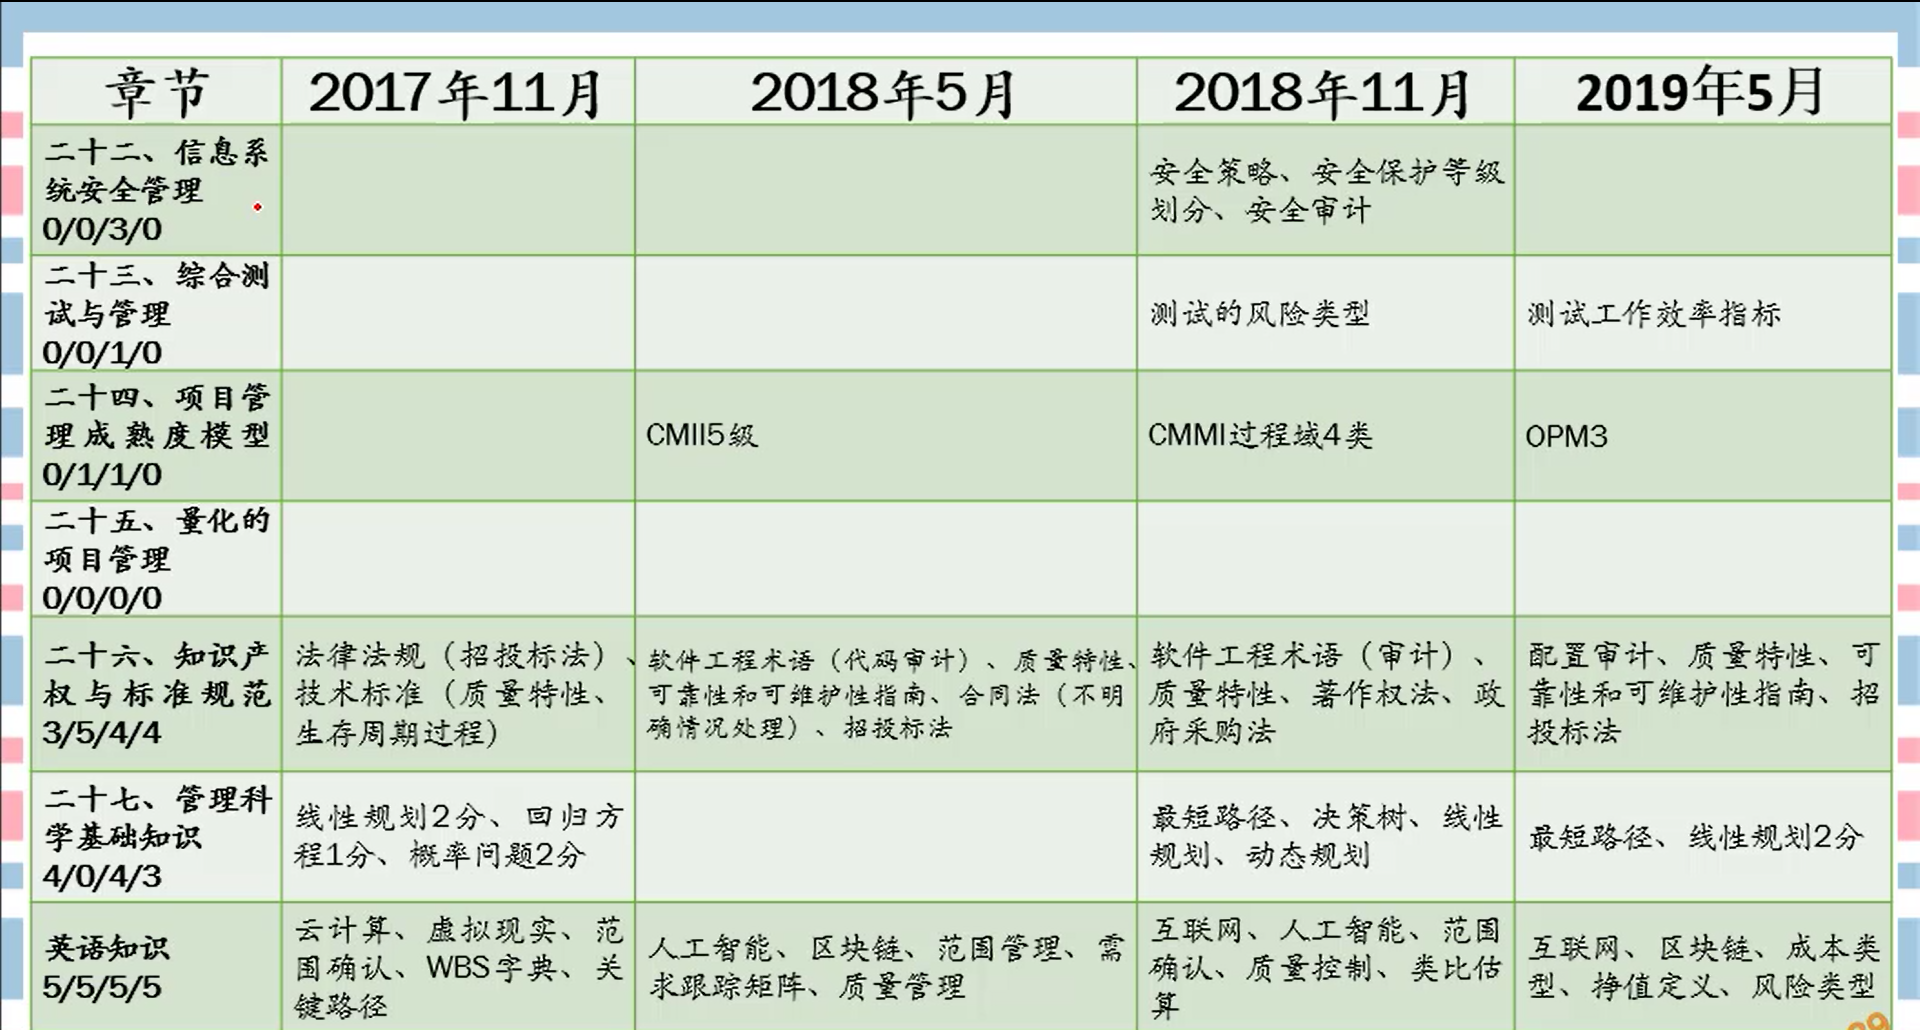 章节
2017年11月
2018年5月
2018年11月
2019年5月
二十二、信息系
统安全管理
0/0/3/0
安全策略、安全保护等级
划分、安全审计
二十三、综合测
试与管理
0/0/1/0
测试的风险类型
测试工作效率指标
二十四、项目管
理成熟度模型
0/1/1/0
CMII5级
CMMI过程域4类
OPM3
二十五、量化的
项目管理
0/0/0/0
二十六、知识产
权与标准规范
3/5/4/4
法律法规（招投标法）、
技术标准（质量特性、
生存周期过程）
软件工程术语（代码审计）、质量特性、
可靠性和可维护性指南、合同法（不明
确情况处理）、招投标法
软件工程术语（审计）、
质量特性、著作权法、政
府采购法
配置审计、质量特性、可
靠性和可维护性指南、招
投标法
二十七、管理科
学基础知识
4/0/4/3
线性规划2分、回归方
程1分、概率问题2分
最短路径、决策树、线性
规划、动态规划
最短路径、线性规划2分
英语知识
5/5/5/5
云计算、虚拟现实、范
围确认、WBS字典、关
键路径
人工智能、区块链、范围管理、需
求跟踪矩阵、质量管理
互联网、人工智能、范围
确认、质量控制、类比估
算
互联网、区块链、成本类
型、挣值定义、风险类型